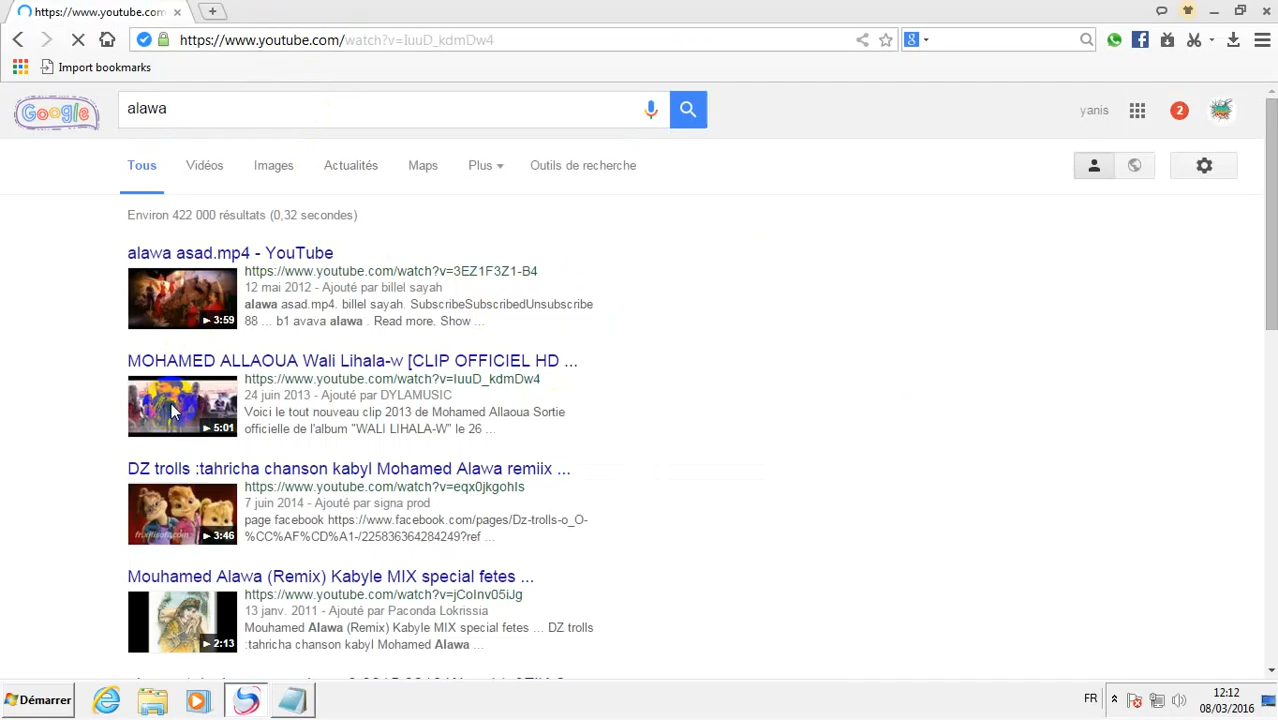 https://www.youtube.com
https://www.youtube.com/watch?v=IuuD_kdmDw4
Import bookmarks
Google
alawa
yanis
2
Tous
Vidéos
Images
Actualités
Maps
Plus
Outils de recherche
Environ 422 000 résultats (0,32 secondes)
alawa asad.mp4 - YouTube
https://www.youtube.com/watch?v=3EZ1F3Z1-B4
12 mai 2012 - Ajouté par billel sayah
alawa asad.mp4. billel sayah. SubscribeSubscribedUnsubscribe
88 ... b1 avava alawa . Read more. Show ...
3:59
MOHAMED ALLAOUA Wali Lihala-w [CLIP OFFICIEL HD ...
https://www.youtube.com/watch?v=IuuD_kdmDw4
24 juin 2013 - Ajouté par DYLAMUSIC
Voici le tout nouveau clip 2013 de Mohamed Allaoua Sortie
officielle de l'album "WALI LIHALA-W" le 26 ...
5:01
DZ trolls :tahricha chanson kabyl Mohamed Alawa remiix ...
https://www.youtube.com/watch?v=eqx0jkgohIs
7 juin 2014 - Ajouté par signa prod
page facebook https://www.facebook.com/pages/Dz-trolls-o_O-
%CC%AF%CD%A1-/225836364284249?ref ...
3:46
Mouhamed Alawa (Remix) Kabyle MIX special fetes ...
https://www.youtube.com/watch?v=jCoInv05iJg
13 janv. 2011 - Ajouté par Paconda Lokrissia
Mouhamed Alawa (Remix) Kabyle MIX special fetes ... DZ trolls
:tahricha chanson kabyl Mohamed Alawa ...
2:13
Démarrer
FR
12:12
08/03/2016